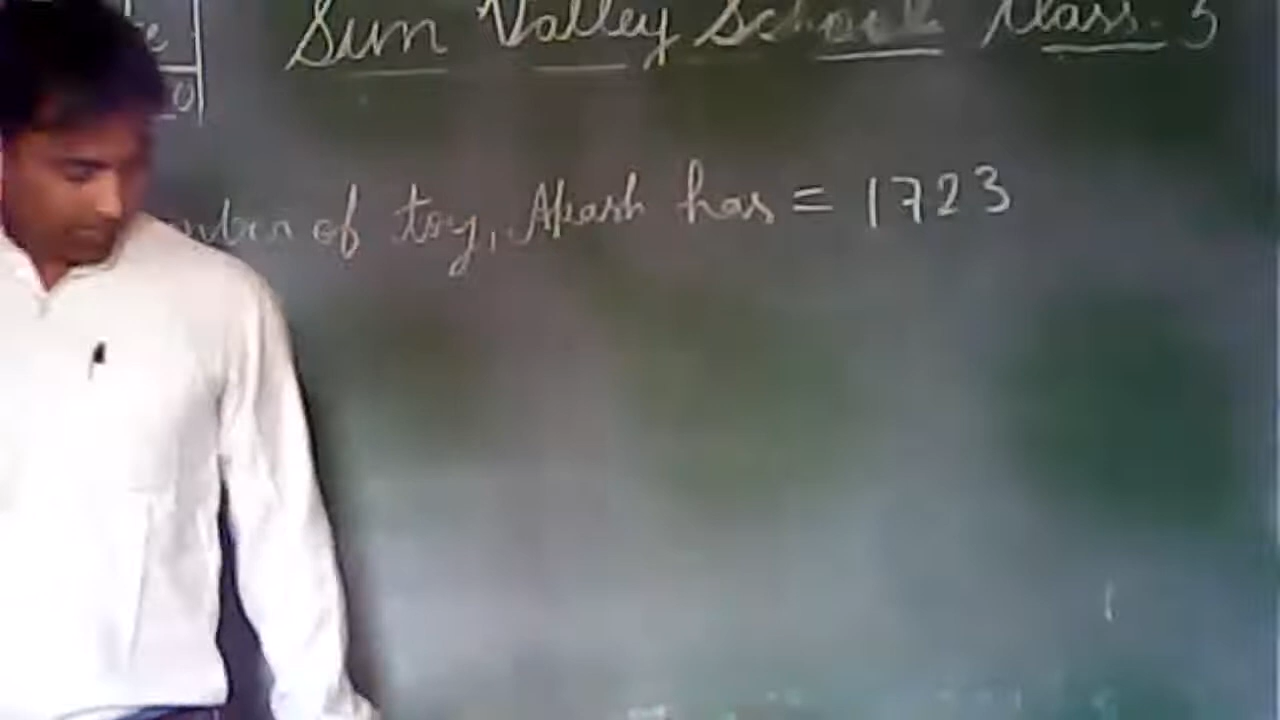 Sun Valley School Class. 3
of toy, Akash has = 1723